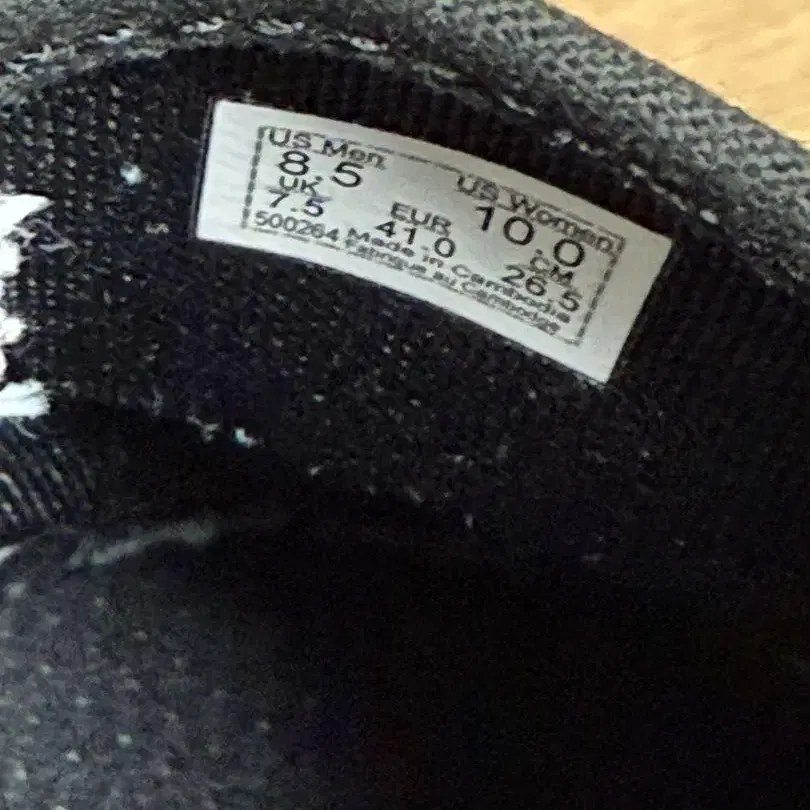 US Men US Women
8.5 10.0
UK EUR CM
7.5 41.0 26.5
500264 Made in Cambodia
Fabriqué au Cambodge